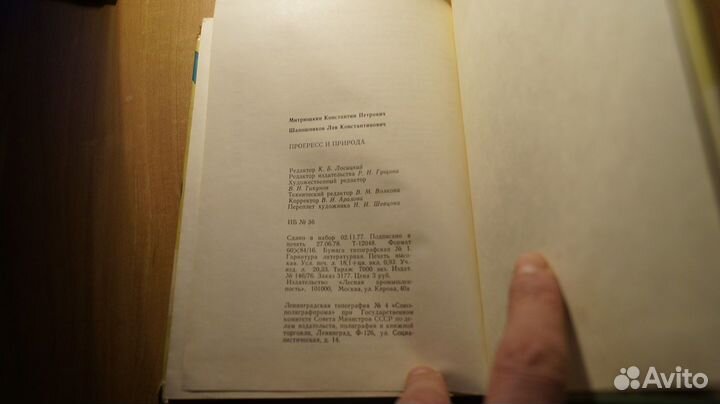 Митрюшкин Константин Петрович
Шапошников Лев Константинович
ПРОГРЕСС И ПРИРОДА
Редактор К. Б. Лосицкий
Редактор издательства Р. Н. Гущина
Художественный редактор
В. Н. Тикунов
Технический редактор В. М. Волкова
Корректор В. И. Арапова
Переплет художника Н. И. Шевцова
ИБ № 36
Сдано в набор 02.11.77. Подписано в
печать 27.06.78. Т-12048. Формат
60×84/16. Бумага типографская № 1.
Гарнитура литературная. Печать высо-
кая. Усл. печ. л. 18,1+цв. вкл. 0,93. Уч.-
изд. л. 20,33. Тираж 7000 экз. Издат.
№ 146/76. Заказ 3177. Цена 3 руб.
Издательство «Лесная промышлен-
ность», 101000, Москва, ул. Кирова, 40а
Ленинградская типография № 4 «Союз-
полиграфпрома» при Государственном
комитете Совета Министров СССР по де-
лам издательств, полиграфии и книжной
торговли, Ленинград, Ф-126, ул. Социа-
листическая, д. 14.
Avito